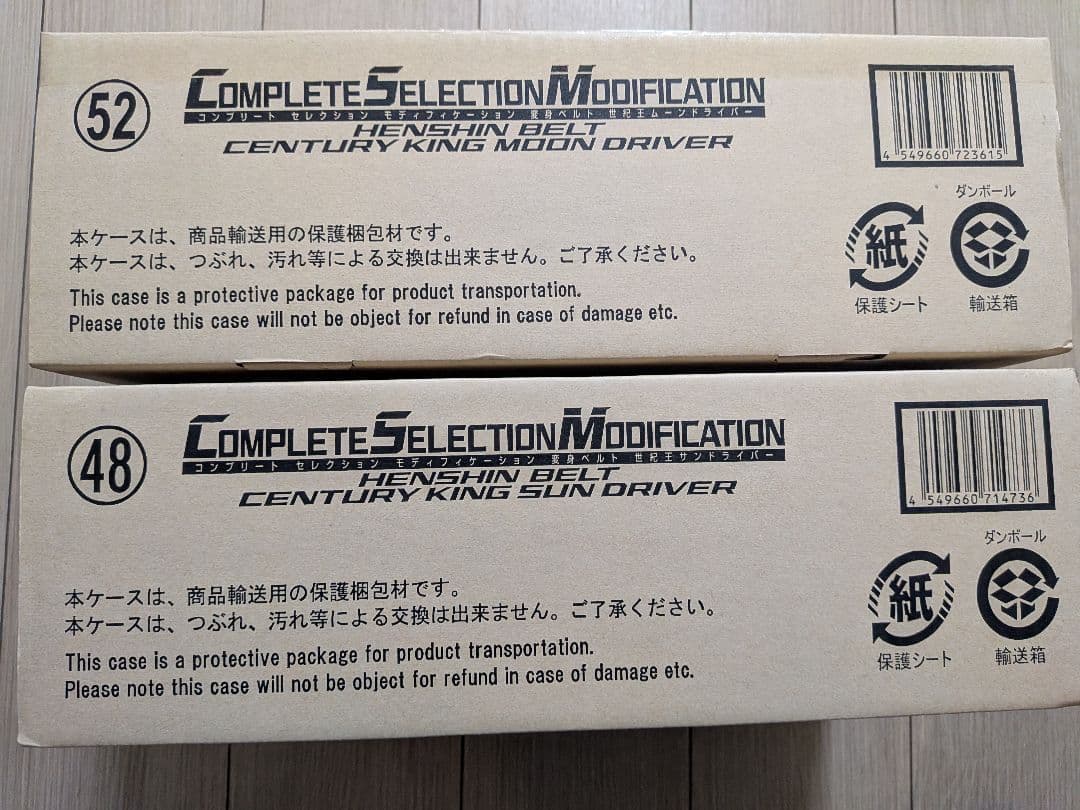 52
COMPLETE SELECTION MODIFICATION
コンプリート セレクション モディフィケーション 変身ベルト 世紀王ムーンドライバー
HENSHIN BELT
CENTURY KING MOON DRIVER
4 549660 723615
本ケースは、商品輸送用の保護梱包材です。
本ケースは、つぶれ、汚れ等による交換は出来ません。ご了承ください。
This case is a protective package for product transportation.
Please note this case will not be object for refund in case of damage etc.
紙
保護シート
ダンボール
輸送箱
48
COMPLETE SELECTION MODIFICATION
コンプリート セレクション モディフィケーション 変身ベルト 世紀王サンドライバー
HENSHIN BELT
CENTURY KING SUN DRIVER
4 549660 714736
本ケースは、商品輸送用の保護梱包材です。
本ケースは、つぶれ、汚れ等による交換は出来ません。ご了承ください。
This case is a protective package for product transportation.
Please note this case will not be object for refund in case of damage etc.
紙
保護シート
ダンボール
輸送箱